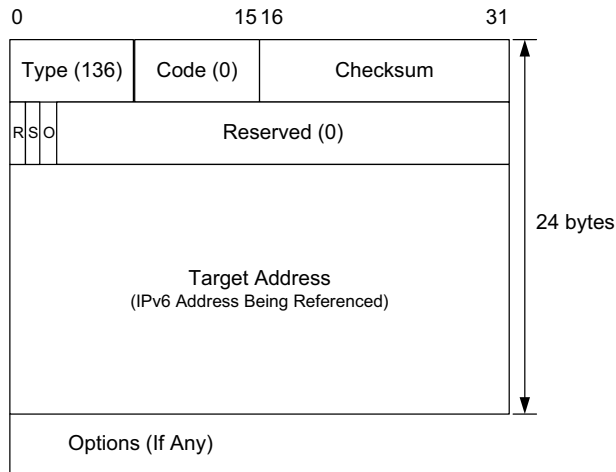 0 15 16 31
Type (136) Code (0) Checksum
R S O Reserved (0)
24 bytes
Target Address
(IPv6 Address Being Referenced)
Options (If Any)